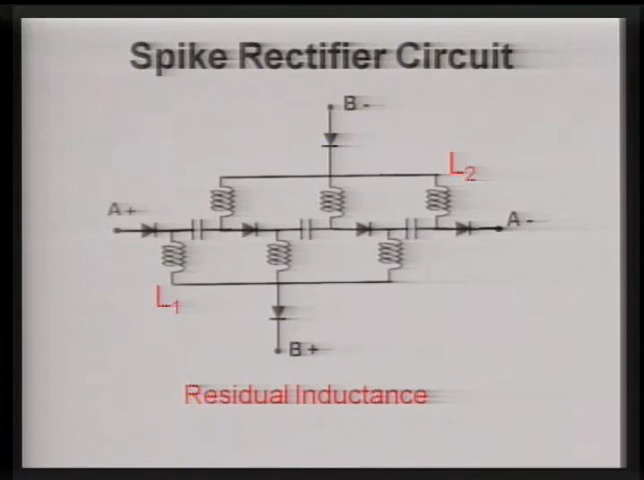 Spike Rectifier Circuit
B -
L2
A +
A -
L1
B +
Residual Inductance